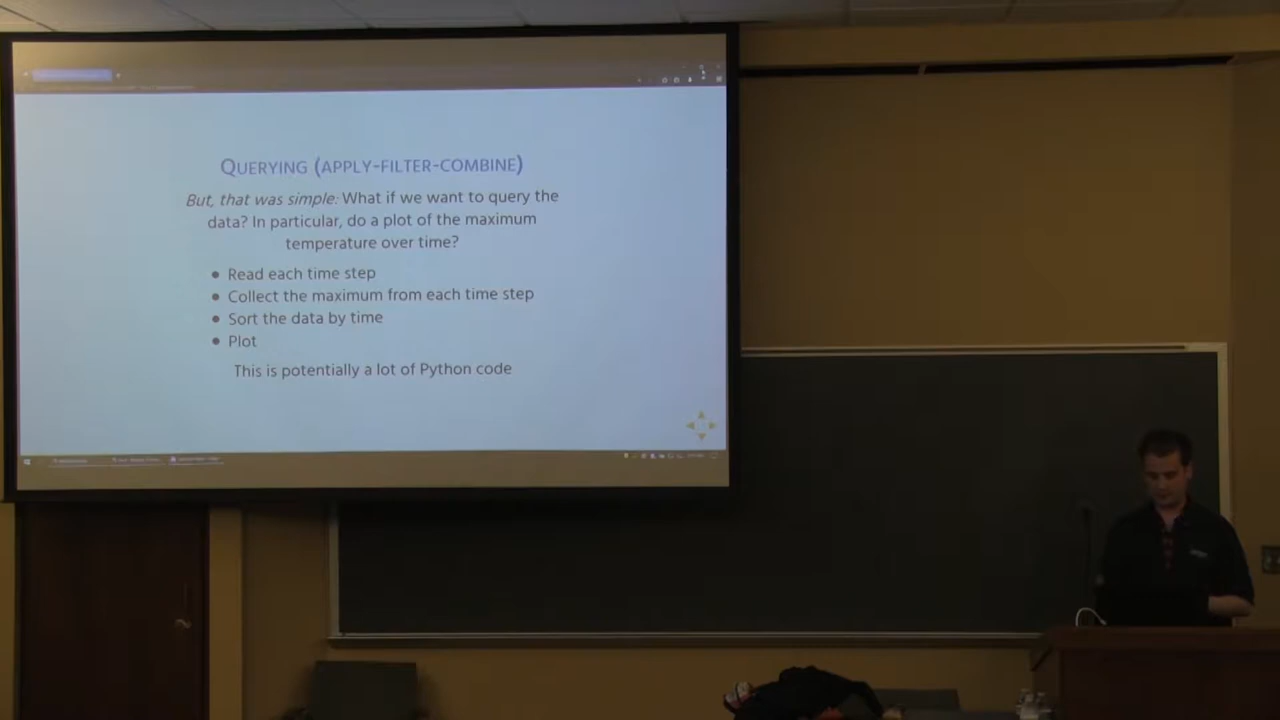 QUERYING (APPLY-FILTER-COMBINE)
But, that was simple: What if we want to query the
data? In particular, do a plot of the maximum
temperature over time?
• Read each time step
• Collect the maximum from each time step
• Sort the data by time
• Plot
This is potentially a lot of Python code